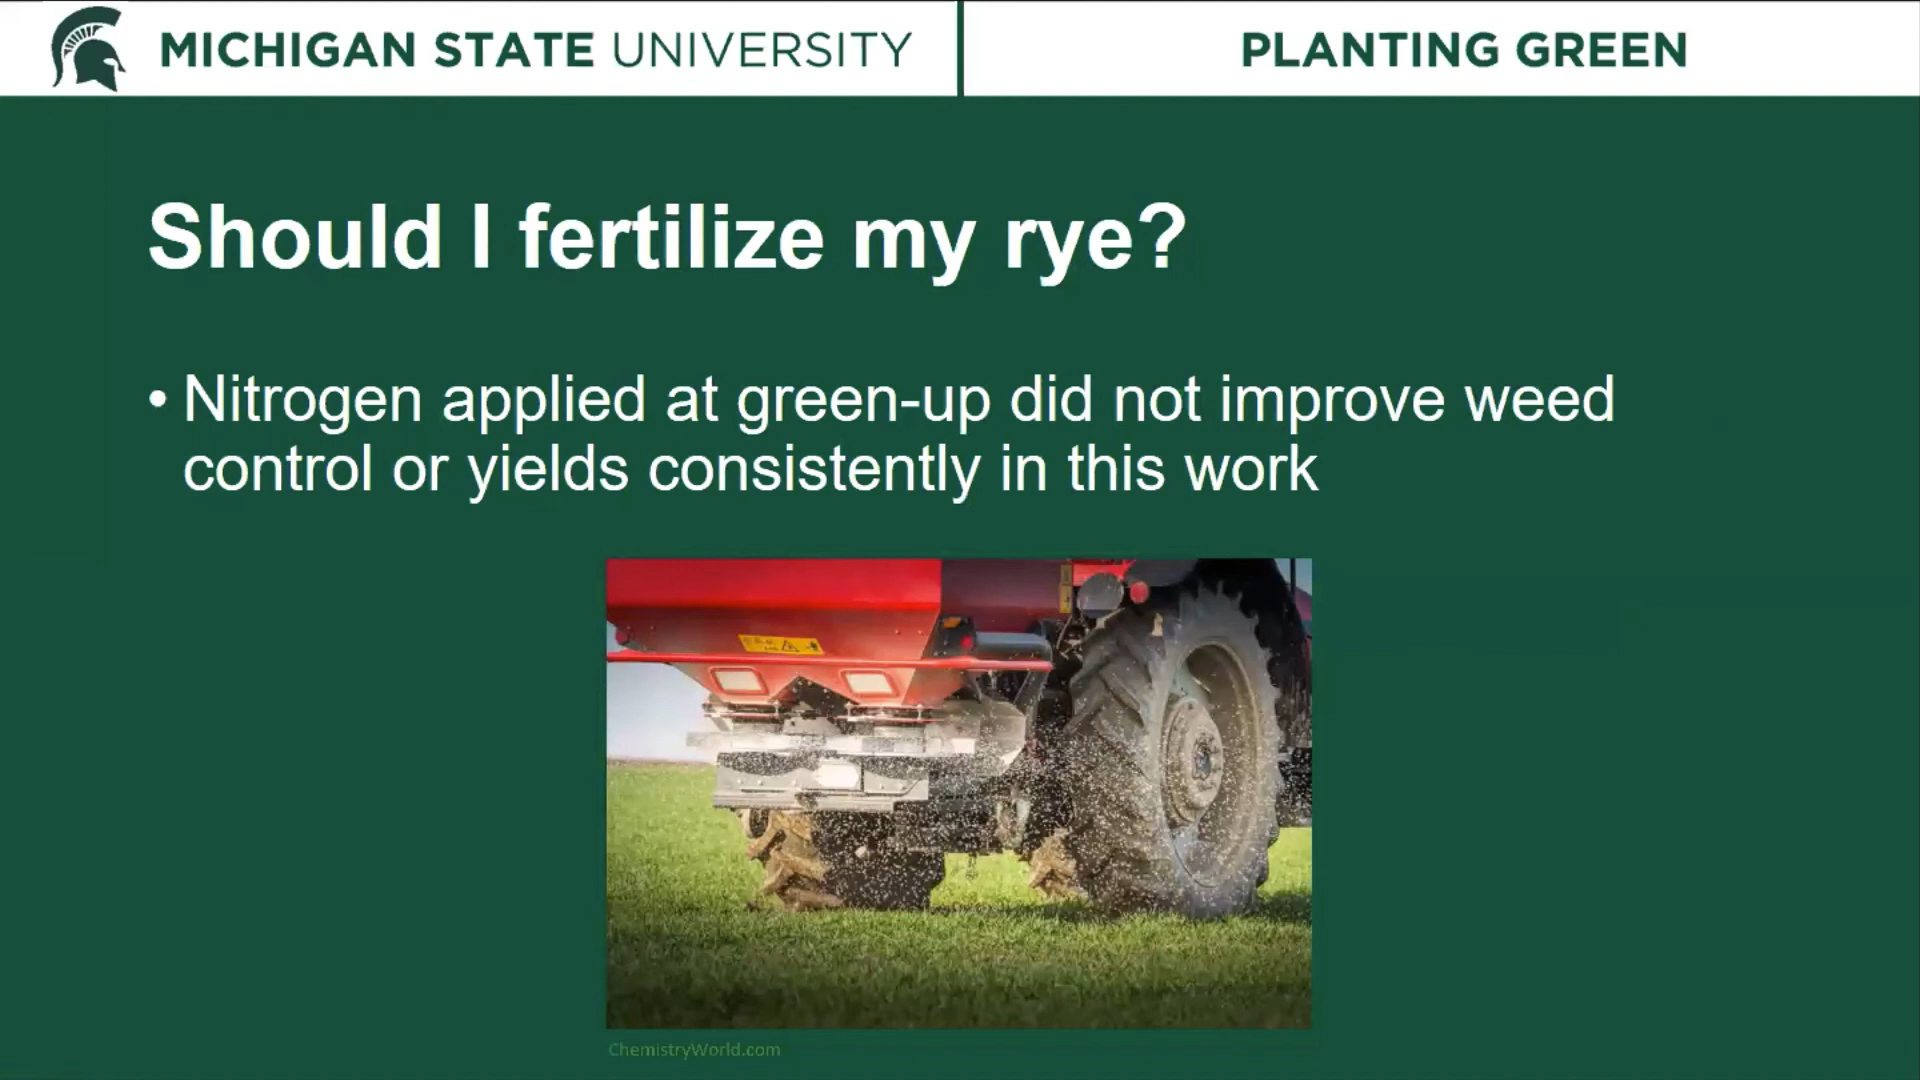 MICHIGAN STATE UNIVERSITY
PLANTING GREEN
Should I fertilize my rye?
• Nitrogen applied at green-up did not improve weed
control or yields consistently in this work
ChemistryWorld.com